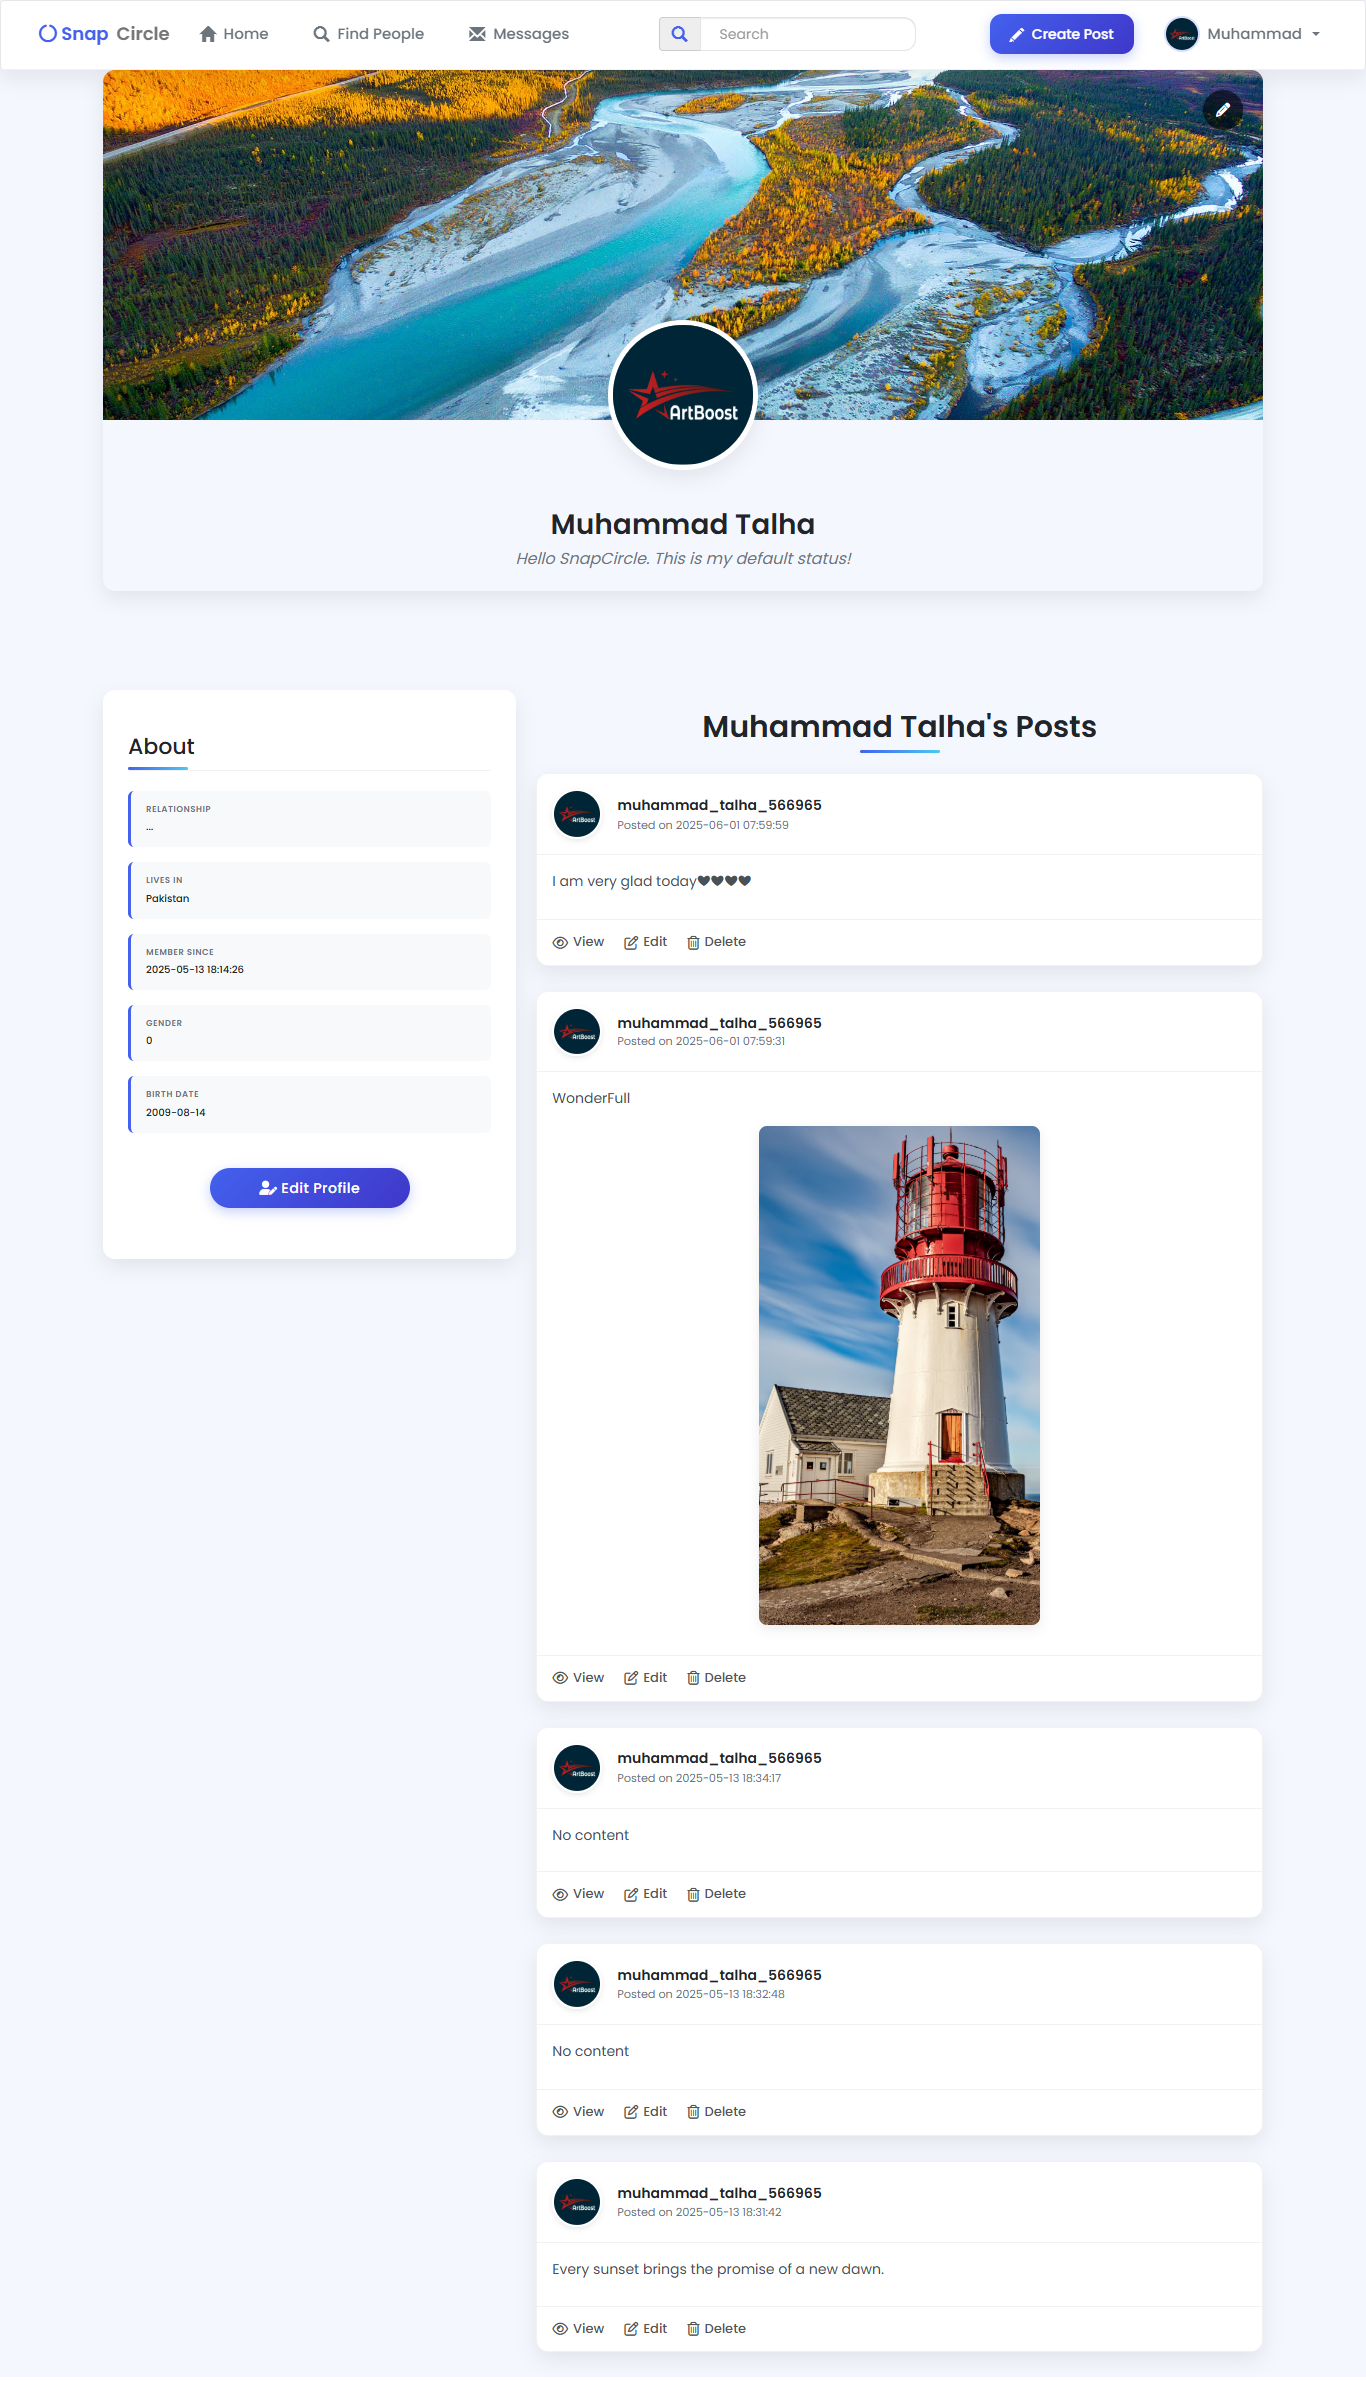 Snap Circle Home Find People Messages Search Create Post ArtBoost Muhammad
ArtBoost
Muhammad Talha
Hello SnapCircle. This is my default status!
About
RELATIONSHIP
...
LIVES IN
Pakistan
MEMBER SINCE
2025-05-13 18:14:26
GENDER
0
BIRTH DATE
2009-08-14
Edit Profile
Muhammad Talha's Posts
ArtBoost
muhammad_talha_566965
Posted on 2025-06-01 07:59:59
I am very glad today♥♥♥♥
View Edit Delete
ArtBoost
muhammad_talha_566965
Posted on 2025-06-01 07:59:31
WonderFull
View Edit Delete
ArtBoost
muhammad_talha_566965
Posted on 2025-05-13 18:34:17
No content
View Edit Delete
ArtBoost
muhammad_talha_566965
Posted on 2025-05-13 18:32:48
No content
View Edit Delete
ArtBoost
muhammad_talha_566965
Posted on 2025-05-13 18:31:42
Every sunset brings the promise of a new dawn.
View Edit Delete